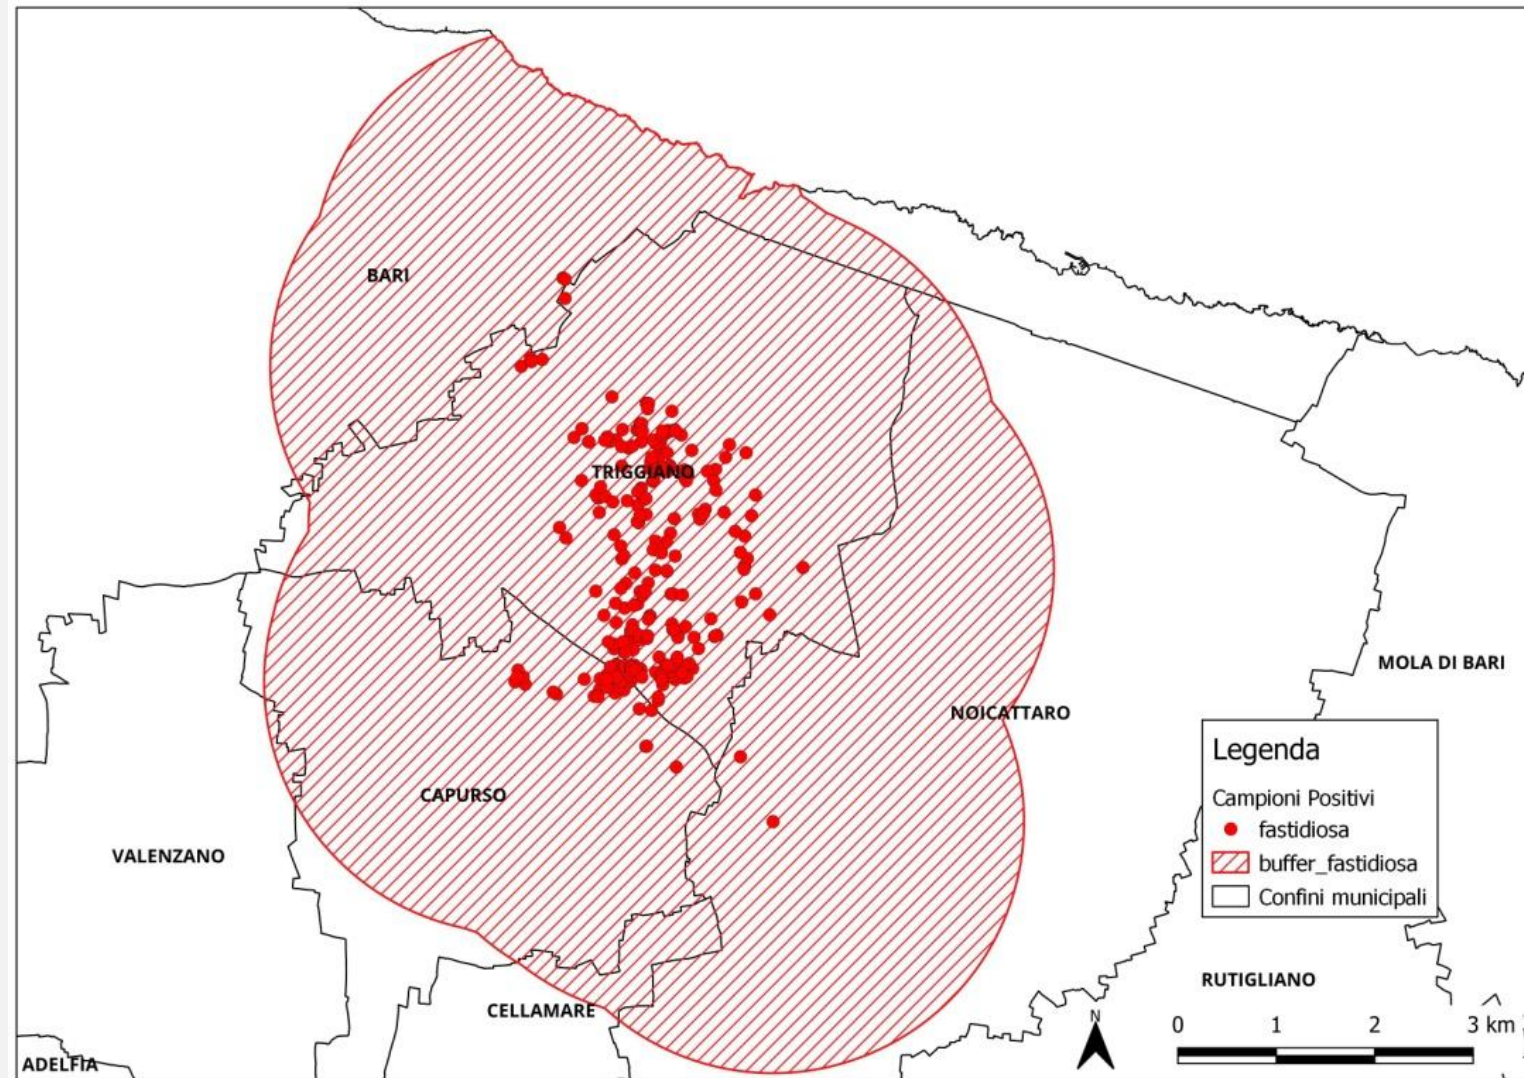 BARI
TRIGGIANO
MOLA DI BARI
NOICATTARO
CAPURSO
VALENZANO
CELLAMARE
RUTIGLIANO
ADELFIA
Legenda
Campioni Positivi
fastidiosa
buffer_fastidiosa
Confini municipali
N
0 1 2 3 km